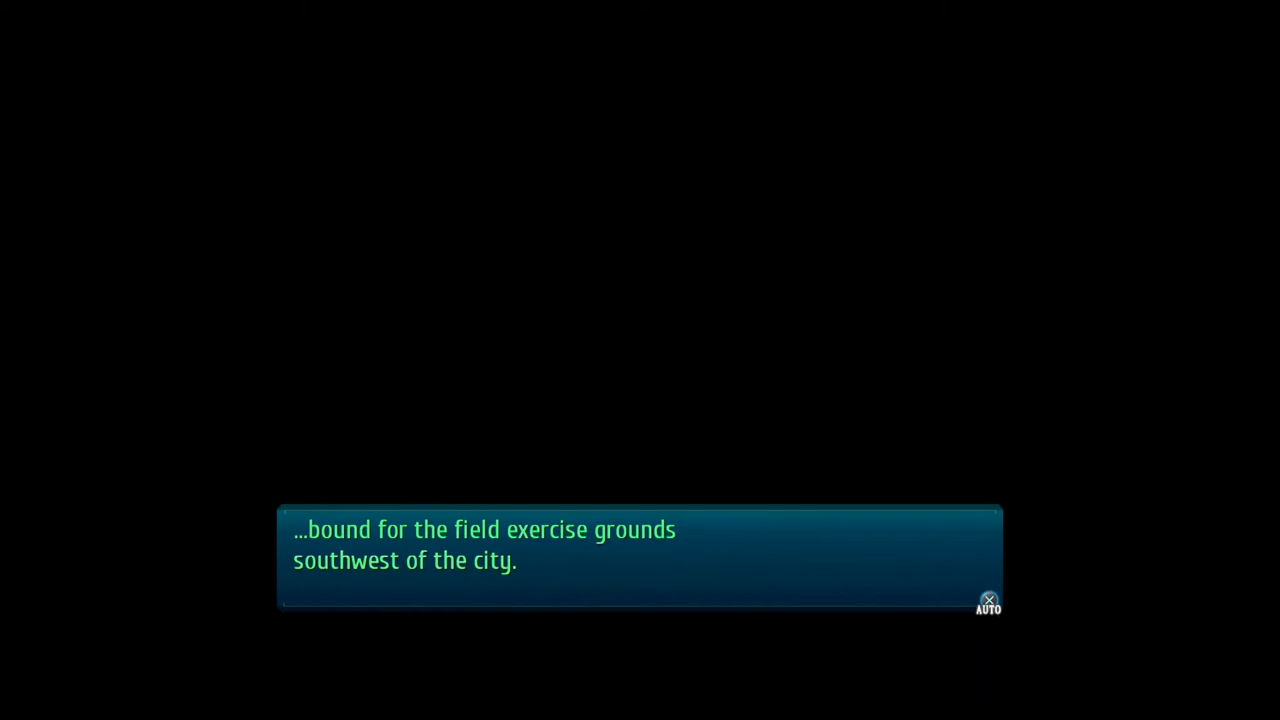 ...bound for the field exercise grounds
southwest of the city.
AUTO